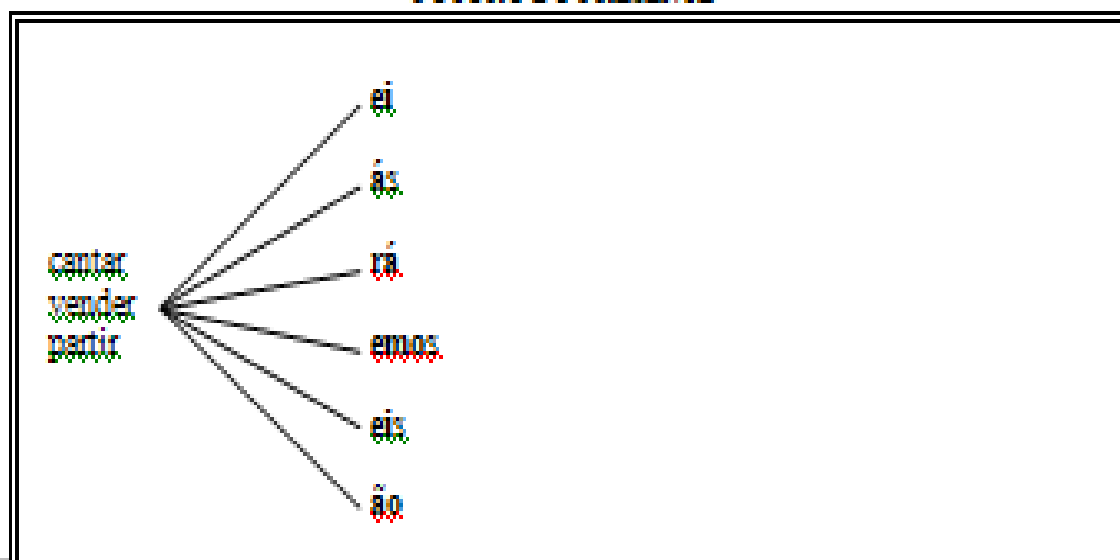 ei
ás
rá
cantar
vender
partir
emos
eis
ão